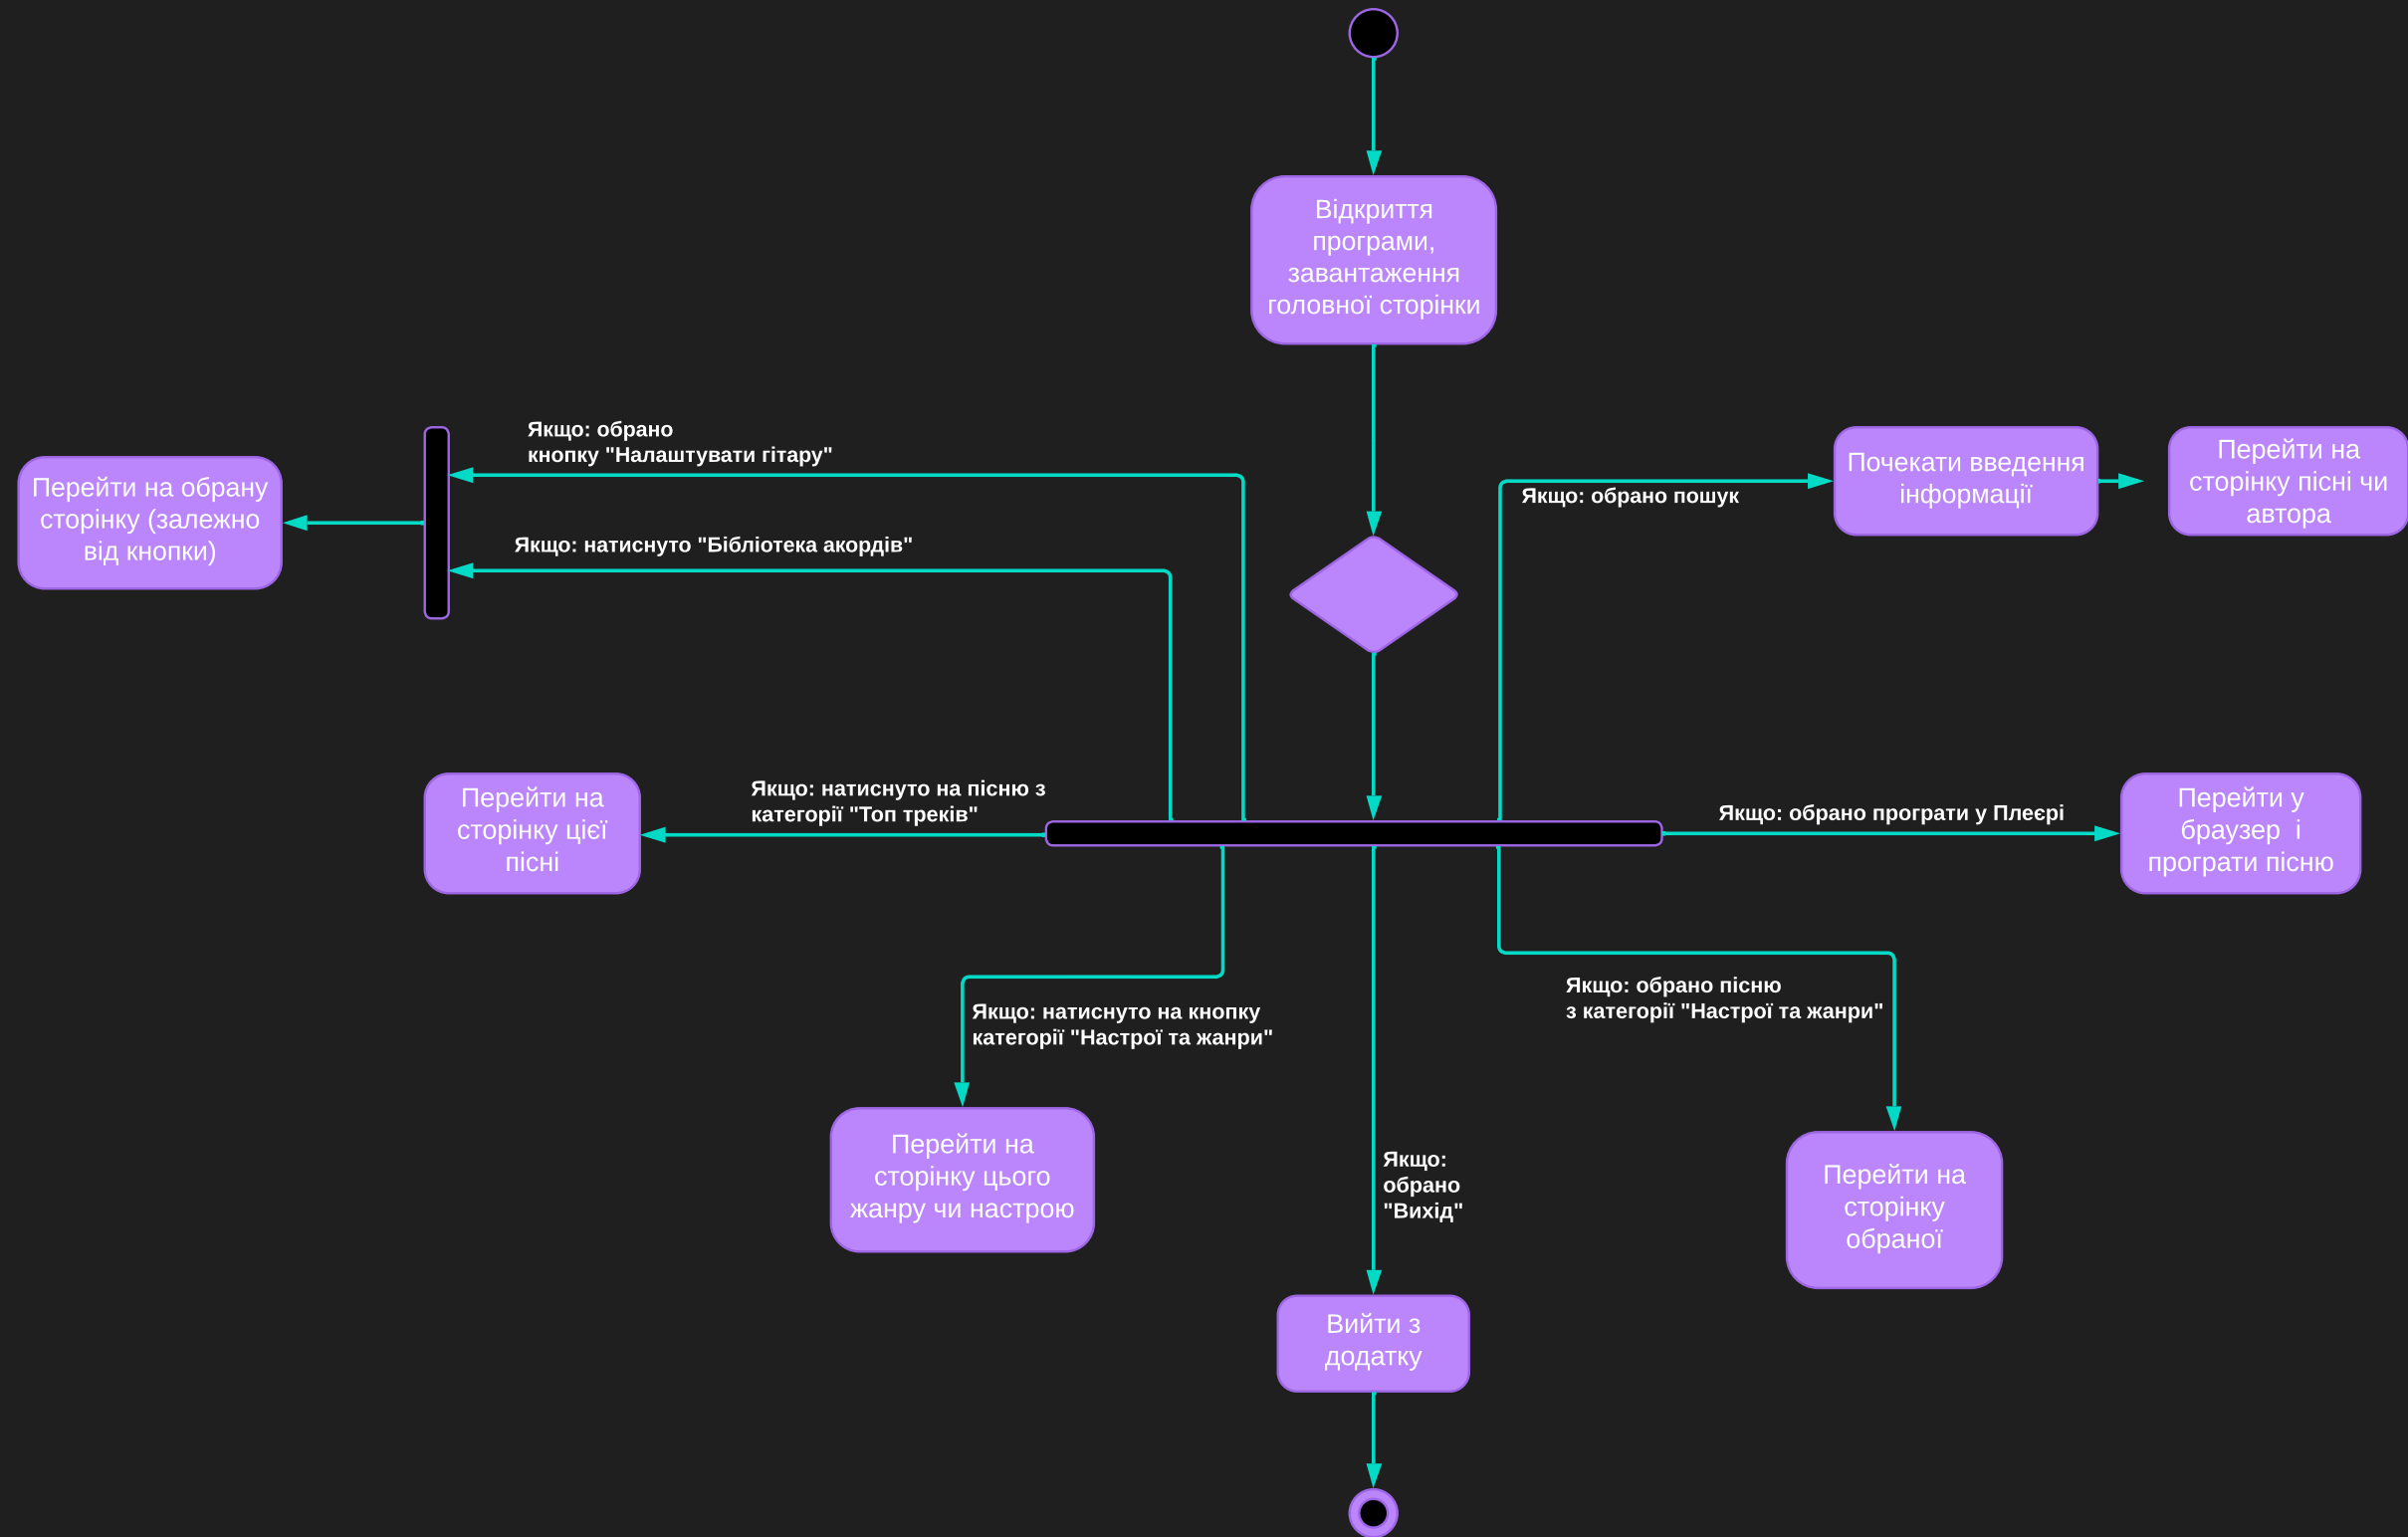 Відкриття
програми,
завантаження
головної сторінки
Якщо: обрано
кнопку "Налаштувати гітару"
Перейти на обрану
сторінку (залежно
від кнопки)
Якщо: натиснуто "Бібліотека акордів"
Якщо: обрано пошук
Почекати введення
інформації
Перейти на
сторінку пісні чи
автора
Перейти на
сторінку цієї
пісні
Якщо: натиснуто на пісню з
категорії "Топ треків"
Якщо: обрано програти у Плеєрі
Перейти у
браузер  і
програти пісню
Якщо: натиснуто на кнопку
категорії "Настрої та жанри"
Якщо: обрано пісню
з категорії "Настрої та жанри"
Перейти на
сторінку цього
жанру чи настрою
Якщо:
обрано
"Вихід"
Перейти на
сторінку
обраної
Вийти з
додатку